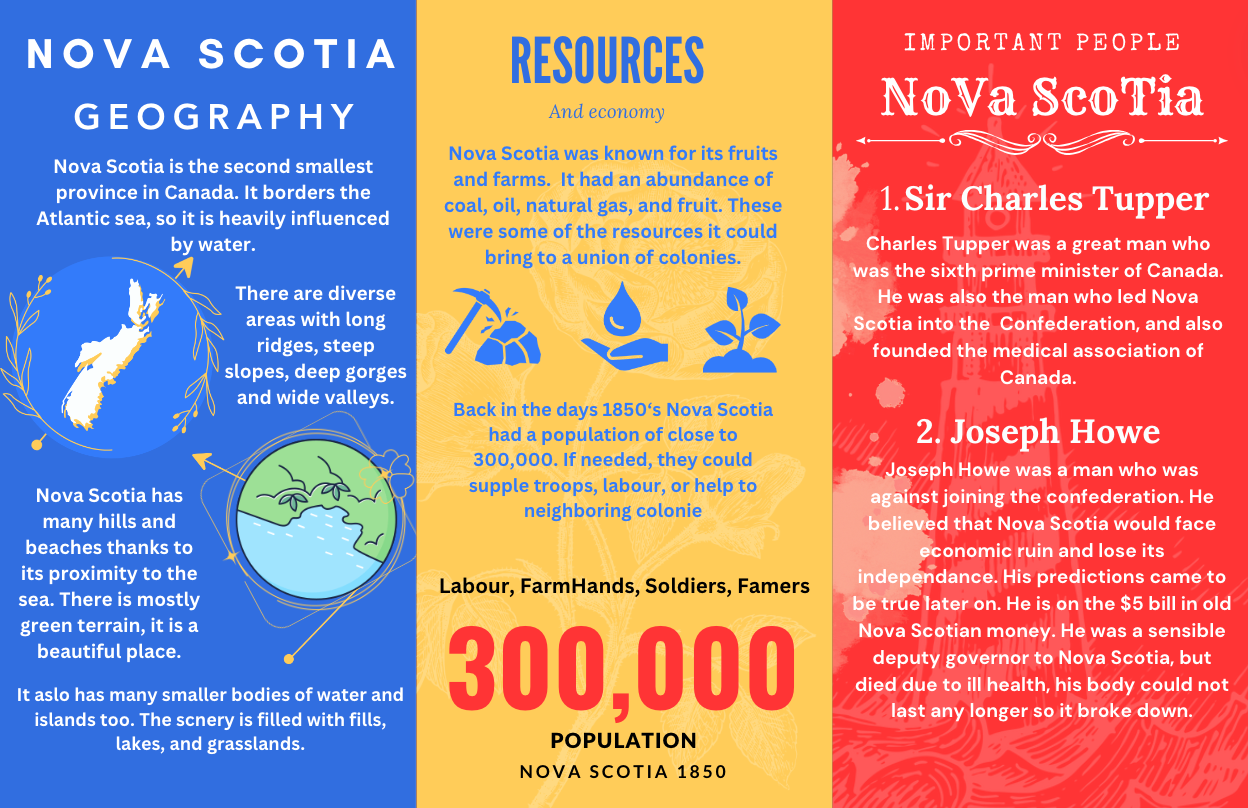 NOVA SCOTIA
GEOGRAPHY
Nova Scotia is the second smallest
province in Canada. It borders the
Atlantic sea, so it is heavily influenced
by water.
There are diverse
areas with long
ridges, steep
slopes, deep gorges
and wide valleys.
Nova Scotia has
many hills and
beaches thanks to
its proximity to the
sea. There is mostly
green terrain, it is a
beautiful place.
It aslo has many smaller bodies of water and
islands too. The scnery is filled with fills,
lakes, and grasslands.
RESOURCES
And economy
Nova Scotia was known for its fruits
and farms.  It had an abundance of
coal, oil, natural gas, and fruit. These
were some of the resources it could
bring to a union of colonies.
Back in the days 1850‘s Nova Scotia
had a population of close to
300,000. If needed, they could
supple troops, labour, or help to
neighboring colonie
Labour, FarmHands, Soldiers, Famers
300,000
POPULATION
NOVA SCOTIA 1850
IMPORTANT PEOPLE
NoVa ScoTia
1. Sir Charles Tupper
Charles Tupper was a great man who
was the sixth prime minister of Canada.
He was also the man who led Nova
Scotia into the  Confederation, and also
founded the medical association of
Canada.
2. Joseph Howe
Joseph Howe was a man who was
against joining the confederation. He
believed that Nova Scotia would face
economic ruin and lose its
independance. His predictions came to
be true later on. He is on the $5 bill in old
Nova Scotian money. He was a sensible
deputy governor to Nova Scotia, but
died due to ill health, his body could not
last any longer so it broke down.